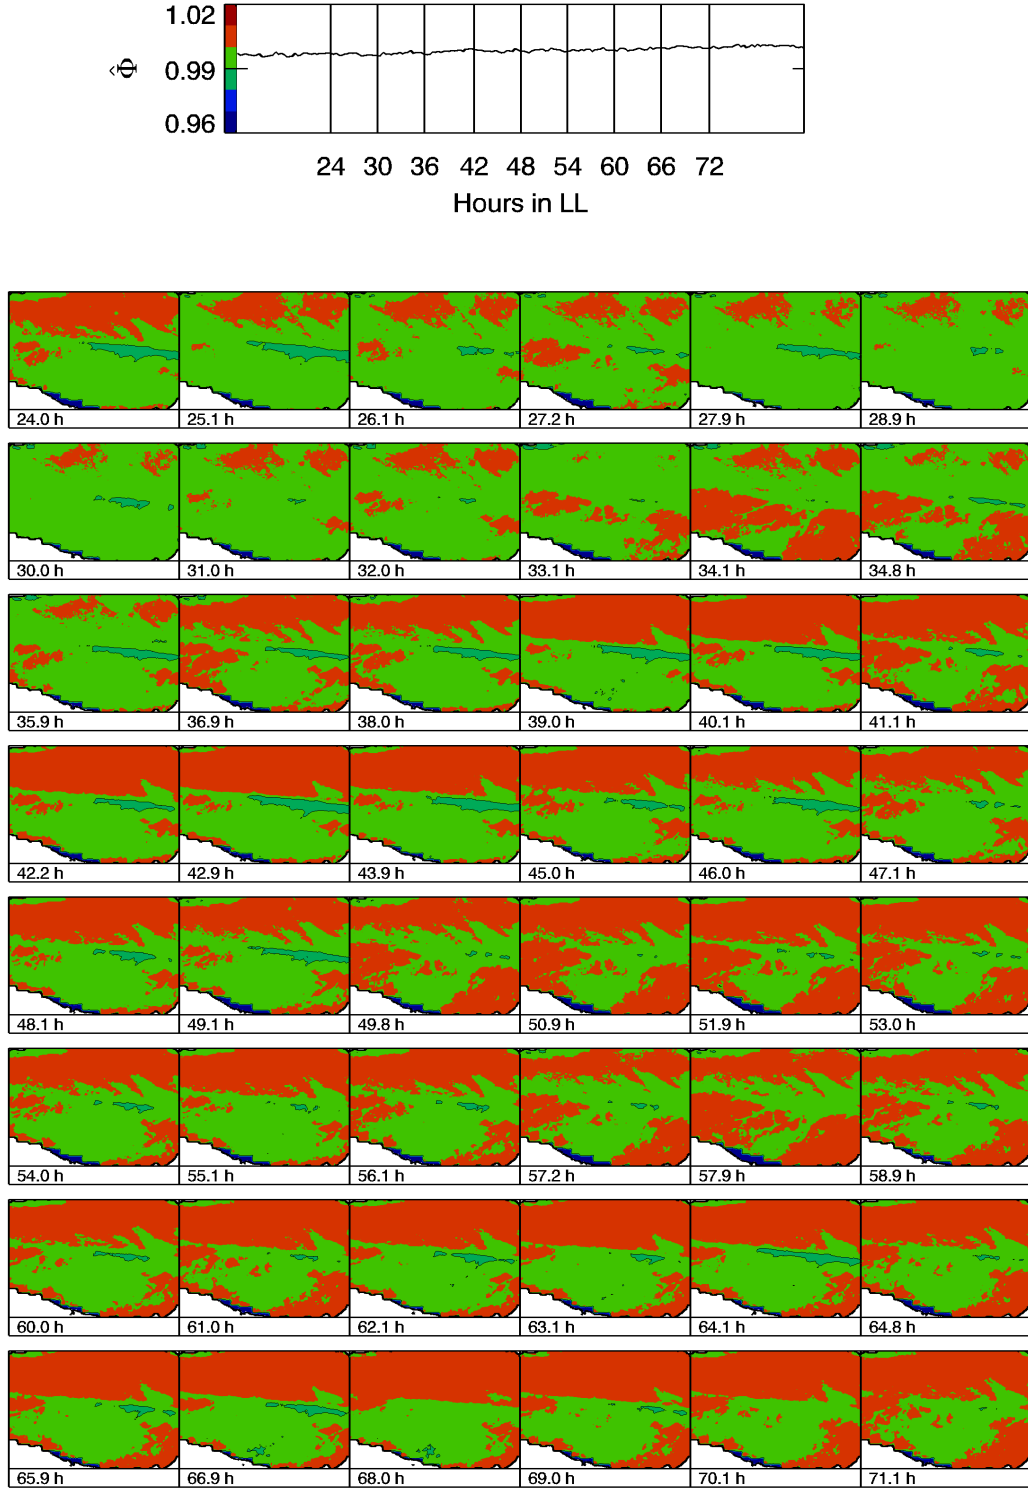 1.02
Φ̂
0.99
0.96
24 30 36 42 48 54 60 66 72
Hours in LL
24.0 h 25.1 h 26.1 h 27.2 h 27.9 h 28.9 h
30.0 h 31.0 h 32.0 h 33.1 h 34.1 h 34.8 h
35.9 h 36.9 h 38.0 h 39.0 h 40.1 h 41.1 h
42.2 h 42.9 h 43.9 h 45.0 h 46.0 h 47.1 h
48.1 h 49.1 h 49.8 h 50.9 h 51.9 h 53.0 h
54.0 h 55.1 h 56.1 h 57.2 h 57.9 h 58.9 h
60.0 h 61.0 h 62.1 h 63.1 h 64.1 h 64.8 h
65.9 h 66.9 h 68.0 h 69.0 h 70.1 h 71.1 h